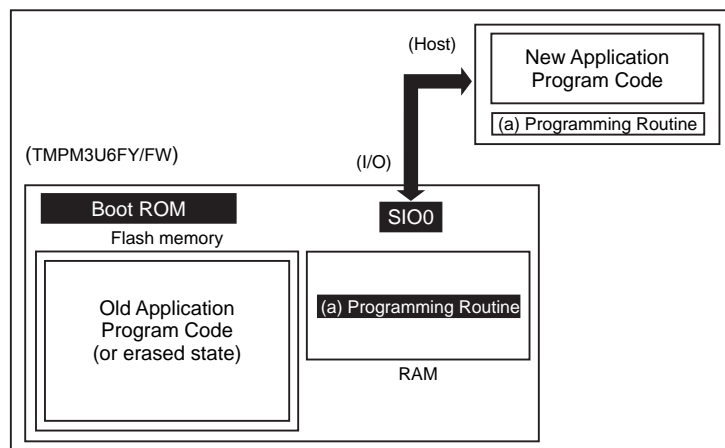 (Host)
New Application
Program Code
(a) Programming Routine
(TMPM3U6FY/FW)
(I/O)
Boot ROM
SIO0
Flash memory
Old Application
Program Code
(or erased state)
(a) Programming Routine
RAM